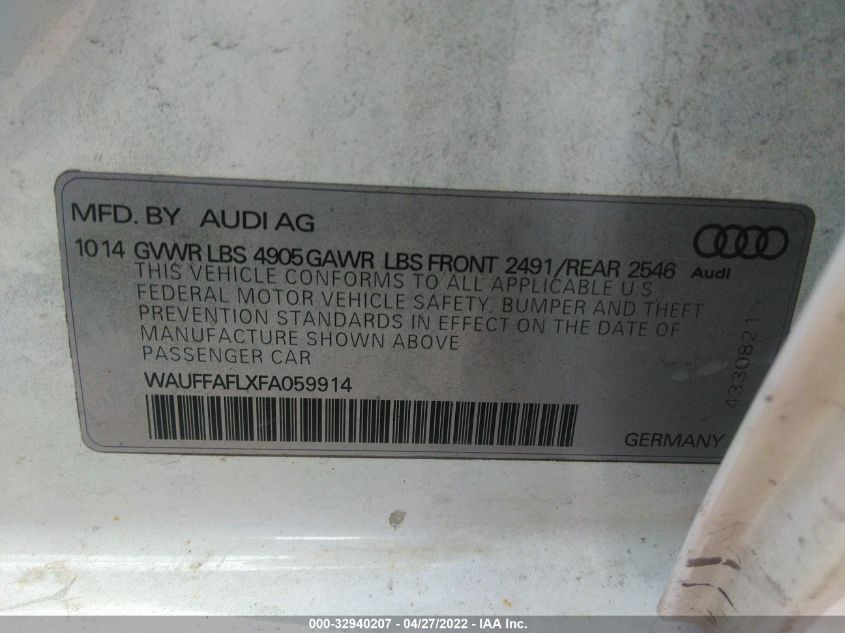 MFD. BY AUDI AG
1014 GVWR LBS 4905 GAWR LBS FRONT 2491/REAR 2546
Audi
THIS VEHICLE CONFORMS TO ALL APPLICABLE U.S.
FEDERAL MOTOR VEHICLE SAFETY, BUMPER AND THEFT
PREVENTION STANDARDS IN EFFECT ON THE DATE OF
MANUFACTURE SHOWN ABOVE
PASSENGER CAR
WAUFFAFLXFA059914
4330821
GERMANY
000-32940207 - 04/27/2022 - IAA Inc.